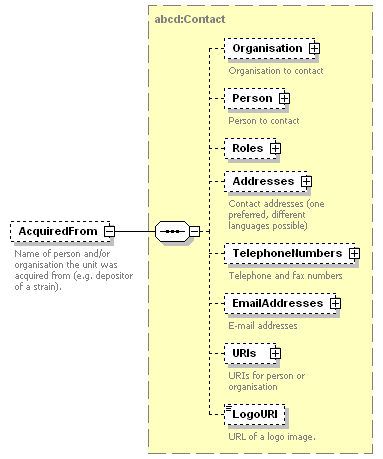 abcd:Contact
Organisation
Organisation to contact
Person
Person to contact
Roles
Addresses
Contact addresses (one
preferred, different
languages possible)
AcquiredFrom
Name of person and/or
organisation the unit was
acquired from (e.g. depositor
of a strain).
TelephoneNumbers
Telephone and fax numbers
EmailAddresses
E-mail addresses
URIs
URIs for person or
organisation
LogoURI
URL of a logo image.